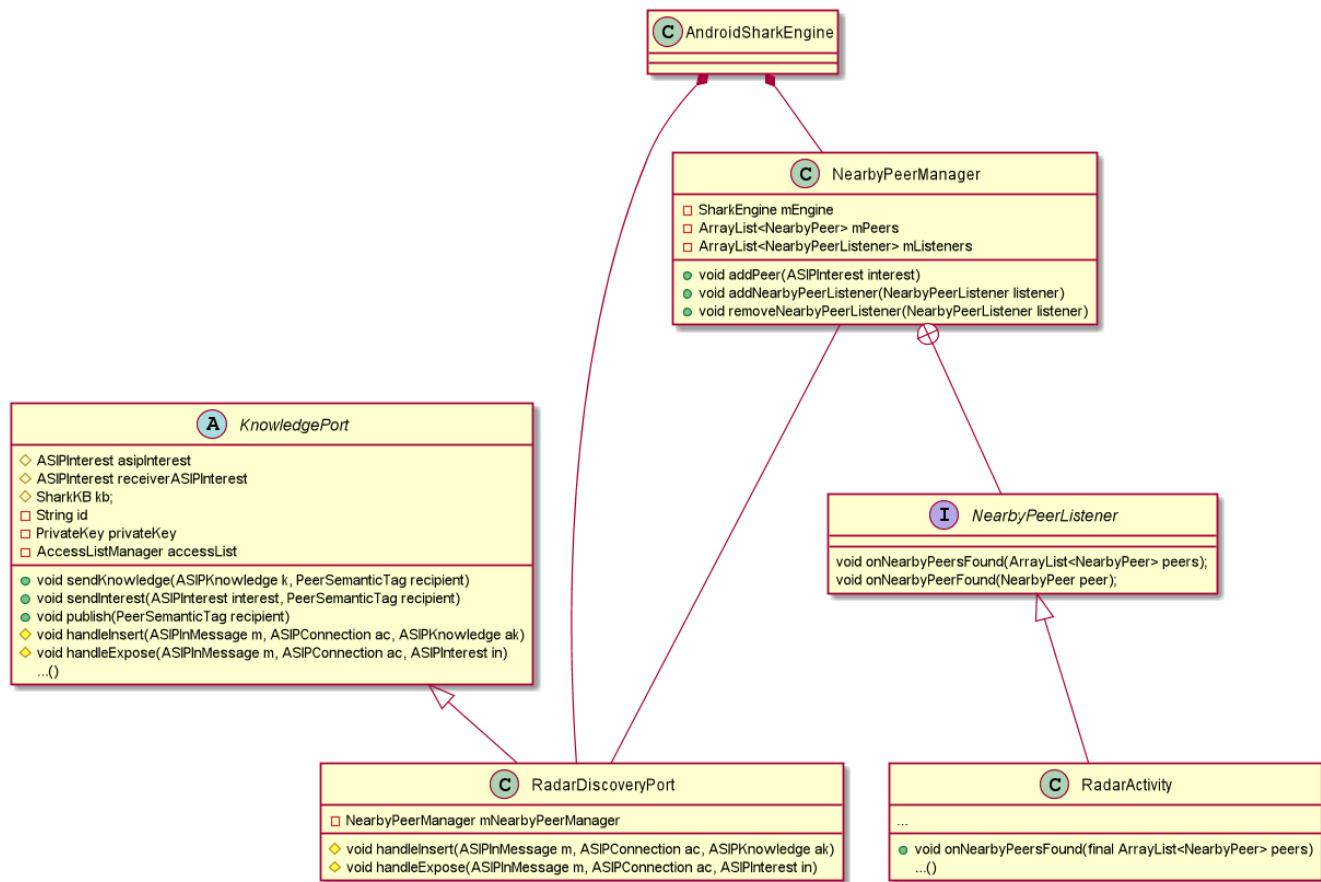 C AndroidSharkEngine
C NearbyPeerManager
SharkEngine mEngine
ArrayList<NearbyPeer> mPeers
ArrayList<NearbyPeerListener> mListeners
void addPeer(ASIPInterest interest)
void addNearbyPeerListener(NearbyPeerListener listener)
void removeNearbyPeerListener(NearbyPeerListener listener)
A KnowledgePort
ASIPInterest asipInterest
ASIPInterest receiverASIPInterest
SharkKB kb;
String id
PrivateKey privateKey
AccessListManager accessList
void sendKnowledge(ASIPKnowledge k, PeerSemanticTag recipient)
void sendInterest(ASIPInterest interest, PeerSemanticTag recipient)
void publish(PeerSemanticTag recipient)
void handleInsert(ASIPInMessage m, ASIPConnection ac, ASIPKnowledge ak)
void handleExpose(ASIPInMessage m, ASIPConnection ac, ASIPInterest in)
...()
I NearbyPeerListener
void onNearbyPeersFound(ArrayList<NearbyPeer> peers);
void onNearbyPeerFound(NearbyPeer peer);
C RadarDiscoveryPort
NearbyPeerManager mNearbyPeerManager
void handleInsert(ASIPInMessage m, ASIPConnection ac, ASIPKnowledge ak)
void handleExpose(ASIPInMessage m, ASIPConnection ac, ASIPInterest in)
C RadarActivity
...
void onNearbyPeersFound(final ArrayList<NearbyPeer> peers)
...()